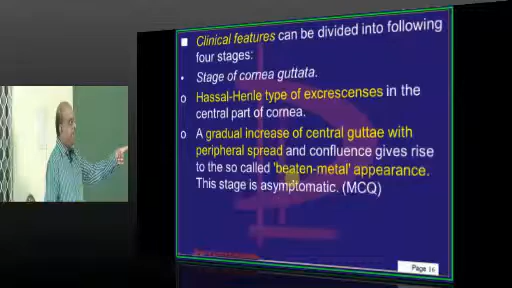 Clinical features can be divided into following
four stages:
Stage of cornea guttata.
Hassal-Henle type of excrescenses in the
central part of cornea.
A gradual increase of central guttae with
peripheral spread and confluence gives rise
to the so called 'beaten-metal' appearance.
This stage is asymptomatic. (MCQ)
Page 16